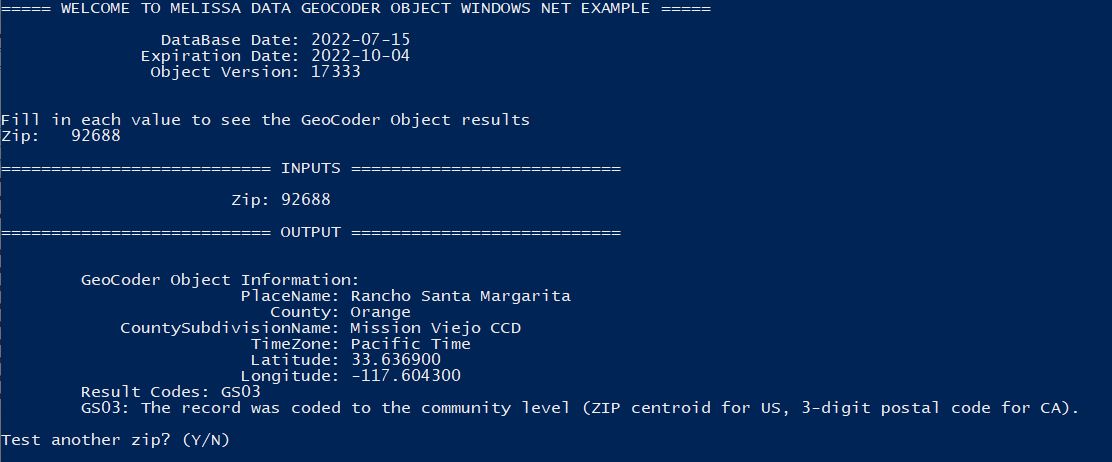 ===== WELCOME TO MELISSA DATA GEOCODER OBJECT WINDOWS NET EXAMPLE =====
DataBase Date: 2022-07-15
Expiration Date: 2022-10-04
Object Version: 17333
Fill in each value to see the GeoCoder Object results
Zip:   92688
=========================== INPUTS ===========================
Zip: 92688
=========================== OUTPUT ===========================
GeoCoder Object Information:
PlaceName: Rancho Santa Margarita
County: Orange
CountySubdivisionName: Mission Viejo CCD
TimeZone: Pacific Time
Latitude: 33.636900
Longitude: -117.604300
Result Codes: GS03
GS03: The record was coded to the community level (ZIP centroid for US, 3-digit postal code for CA).
Test another zip? (Y/N)